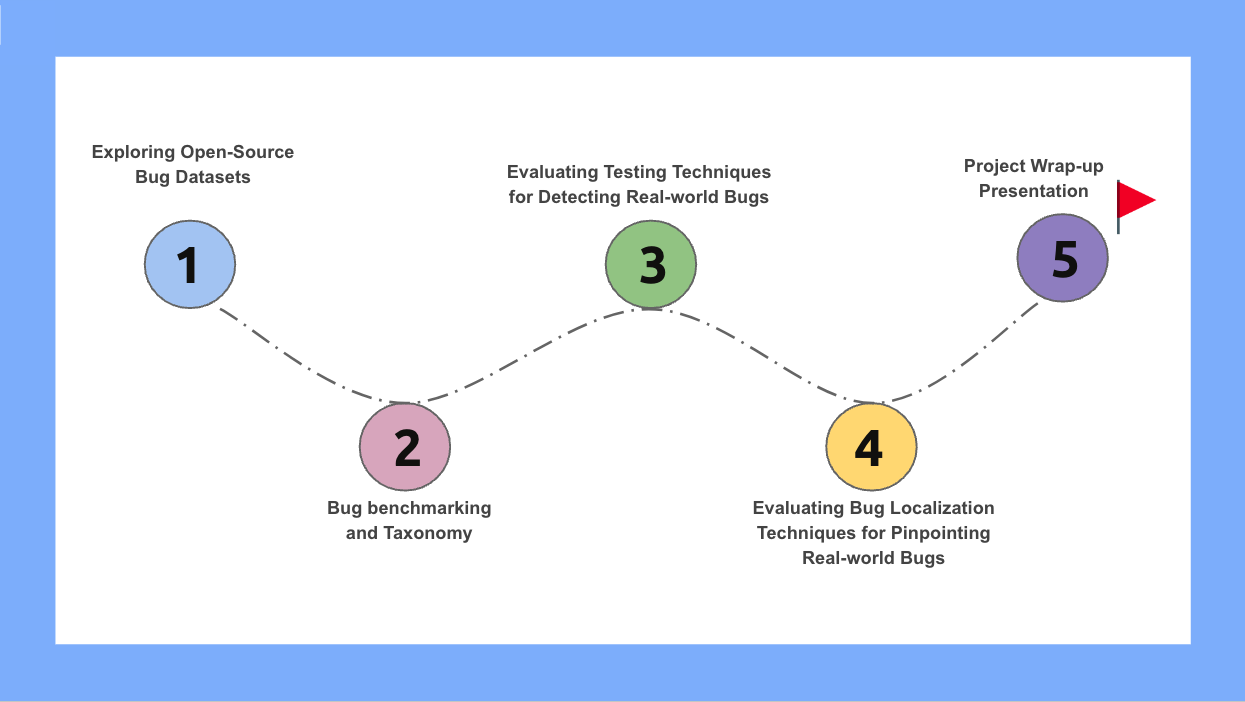 Exploring Open-Source
Bug Datasets
1
2
Bug benchmarking
and Taxonomy
Evaluating Testing Techniques
for Detecting Real-world Bugs
3
4
Evaluating Bug Localization
Techniques for Pinpointing
Real-world Bugs
Project Wrap-up
Presentation
5